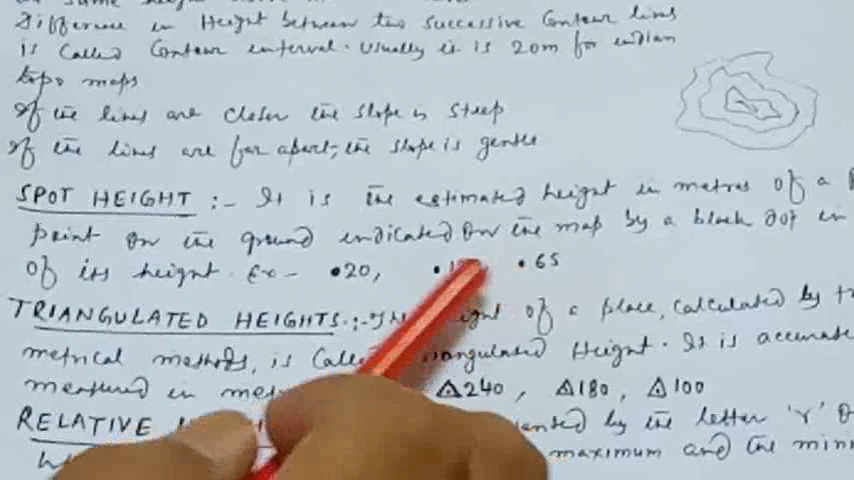 Difference in Height between two successive Contour lines
is called Contour interval. Usually it is 20m for indian
topo maps
If the lines are closer the slope is steep
If the lines are far apart, the slope is gentle
SPOT HEIGHT :- It is the estimated height in metres of a
point on the ground indicated on the map by a black dot in
of its height. Ex- •20, •65
TRIANGULATED HEIGHTS :- of a place, calculated by
metrical methods, is Height. It is accurate
measured in △240, △180, △100
RELATIVE by the letter 'r'
maximum and the